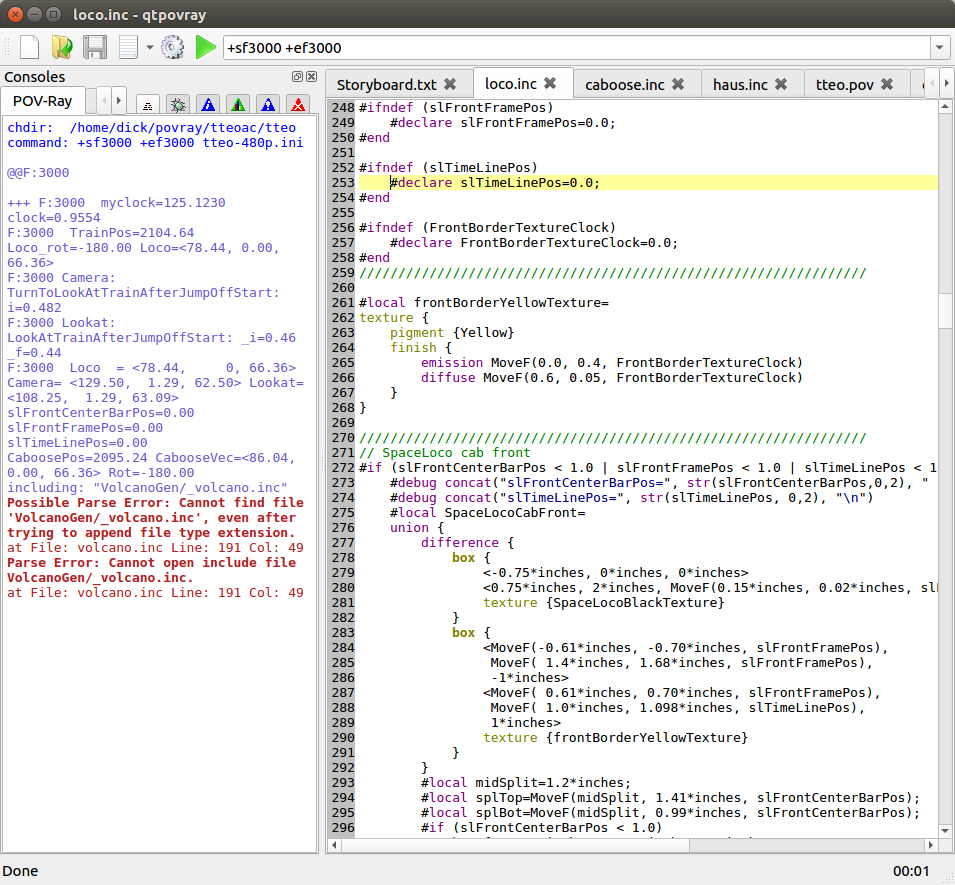 loco.inc - qtpovray
+sf3000 +ef3000
Consoles
POV-Ray
chdir:  /home/dick/povray/tteoac/tteo
command: +sf3000 +ef3000 tteo-480p.ini
@@F:3000
+++ F:3000  myclock=125.1230
clock=0.9554
F:3000  TrainPos=2104.64
Loco_rot=-180.00 Loco=<78.44, 0.00,
66.36>
F:3000 Camera:
TurnToLookAtTrainAfterJumpOffStart:
i=0.482
F:3000 Lookat:
LookAtTrainAfterJumpOffStart: _i=0.46
_f=0.44
F:3000  Loco  = <78.44,     0, 66.36>
Camera= <129.50,  1.29, 62.50> Lookat=
<108.25,  1.29, 63.09>
slFrontCenterBarPos=0.00
slFrontFramePos=0.00
slTimeLinePos=0.00
CaboosePos=2095.24 CabooseVec=<86.04,
0.00, 66.36> Rot=-180.00
including: "VolcanoGen/_volcano.inc"
Possible Parse Error: Cannot find file
'VolcanoGen/_volcano.inc', even after
trying to append file type extension.
at File: volcano.inc Line: 191 Col: 49
Parse Error: Cannot open include file
VolcanoGen/_volcano.inc.
at File: volcano.inc Line: 191 Col: 49
Storyboard.txt
loco.inc
caboose.inc
haus.inc
tteo.pov
248 #ifndef (slFrontFramePos)
249     #declare slFrontFramePos=0.0;
250 #end
251
252 #ifndef (slTimeLinePos)
253     #declare slTimeLinePos=0.0;
254 #end
255
256 #ifndef (FrontBorderTextureClock)
257     #declare FrontBorderTextureClock=0.0;
258 #end
259 /////////////////////////////////////////////////////////////////
260
261 #local frontBorderYellowTexture=
262 texture {
263     pigment {Yellow}
264     finish {
265         emission MoveF(0.0, 0.4, FrontBorderTextureClock)
266         diffuse MoveF(0.6, 0.05, FrontBorderTextureClock)
267     }
268 }
269
270 /////////////////////////////////////////////////////////////////
271 // SpaceLoco cab front
272 #if (slFrontCenterBarPos < 1.0 | slFrontFramePos < 1.0 | slTimeLinePos < 1
273     #debug concat("slFrontCenterBarPos=", str(slFrontCenterBarPos,0,2), "
274     #debug concat("slTimeLinePos=", str(slTimeLinePos, 0,2), "\n")
275     #local SpaceLocoCabFront=
276     union {
277         difference {
278             box {
279                 <-0.75*inches, 0*inches, 0*inches>
280                 <0.75*inches, 2*inches, MoveF(0.15*inches, 0.02*inches, sl
281                 texture {SpaceLocoBlackTexture}
282             }
283             box {
284                 <MoveF(-0.61*inches, -0.70*inches, slFrontFramePos),
285                  MoveF( 1.4*inches, 1.68*inches, slFrontFramePos),
286                  -1*inches>
287                 <MoveF( 0.61*inches, 0.70*inches, slFrontFramePos),
288                  MoveF( 1.0*inches, 1.098*inches, slTimeLinePos),
289                  1*inches>
290                 texture {frontBorderYellowTexture}
291             }
292         }
293         #local midSplit=1.2*inches;
294         #local splTop=MoveF(midSplit, 1.41*inches, slFrontCenterBarPos);
295         #local splBot=MoveF(midSplit, 0.99*inches, slFrontCenterBarPos);
296         #if (slFrontCenterBarPos < 1.0)
Done
00:01